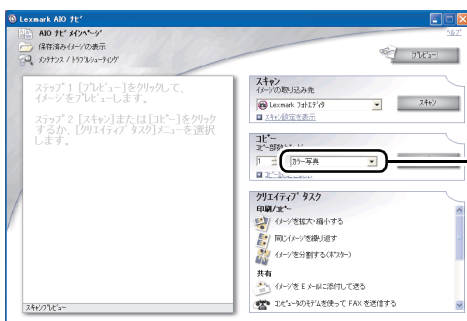 Lexmark AIO ナビ
AIO ナビ メインページ
ヘルプ
保存済みイメージの表示
メンテナンス / トラブルシューティング
プレビュー
ステップ 1 [プレビュー]をクリックして、
イメージをプレビューします。
ステップ 2 [スキャン]または[コピー]をクリック
するか、[クリエイティブ タスク]メニューを選択
します。
スキャン
イメージの取り込み先
Lexmark フォトエディタ
スキャン
スキャン設定を表示
コピー
1
カラー写真
クリエイティブ タスク
印刷/コピー
イメージを拡大・縮小する
同じイメージを繰り返す
イメージを分割する(ポスター)
共有
イメージを E メールに添付して送る
コンピュータのモデムを使って FAX を送信する
スキャンプレビュー